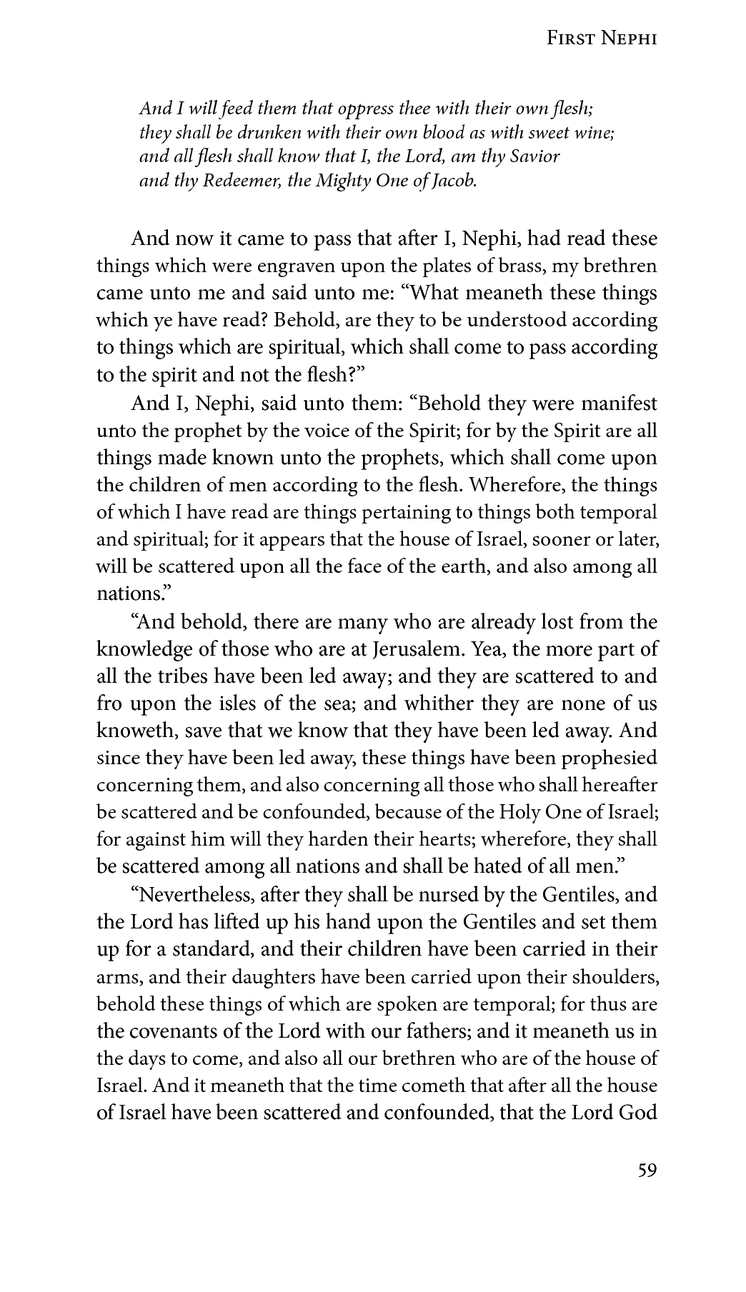 First Nephi
And I will feed them that oppress thee with their own flesh;
they shall be drunken with their own blood as with sweet wine;
and all flesh shall know that I, the Lord, am thy Savior
and thy Redeemer, the Mighty One of Jacob.
And now it came to pass that after I, Nephi, had read these
things which were engraven upon the plates of brass, my brethren
came unto me and said unto me: “What meaneth these things
which ye have read? Behold, are they to be understood according
to things which are spiritual, which shall come to pass according
to the spirit and not the flesh?”
And I, Nephi, said unto them: “Behold they were manifest
unto the prophet by the voice of the Spirit; for by the Spirit are all
things made known unto the prophets, which shall come upon
the children of men according to the flesh. Wherefore, the things
of which I have read are things pertaining to things both temporal
and spiritual; for it appears that the house of Israel, sooner or later,
will be scattered upon all the face of the earth, and also among all
nations.”
“And behold, there are many who are already lost from the
knowledge of those who are at Jerusalem. Yea, the more part of
all the tribes have been led away; and they are scattered to and
fro upon the isles of the sea; and whither they are none of us
knoweth, save that we know that they have been led away. And
since they have been led away, these things have been prophesied
concerning them, and also concerning all those who shall hereafter
be scattered and be confounded, because of the Holy One of Israel;
for against him will they harden their hearts; wherefore, they shall
be scattered among all nations and shall be hated of all men.”
“Nevertheless, after they shall be nursed by the Gentiles, and
the Lord has lifted up his hand upon the Gentiles and set them
up for a standard, and their children have been carried in their
arms, and their daughters have been carried upon their shoulders,
behold these things of which are spoken are temporal; for thus are
the covenants of the Lord with our fathers; and it meaneth us in
the days to come, and also all our brethren who are of the house of
Israel. And it meaneth that the time cometh that after all the house
of Israel have been scattered and confounded, that the Lord God
59